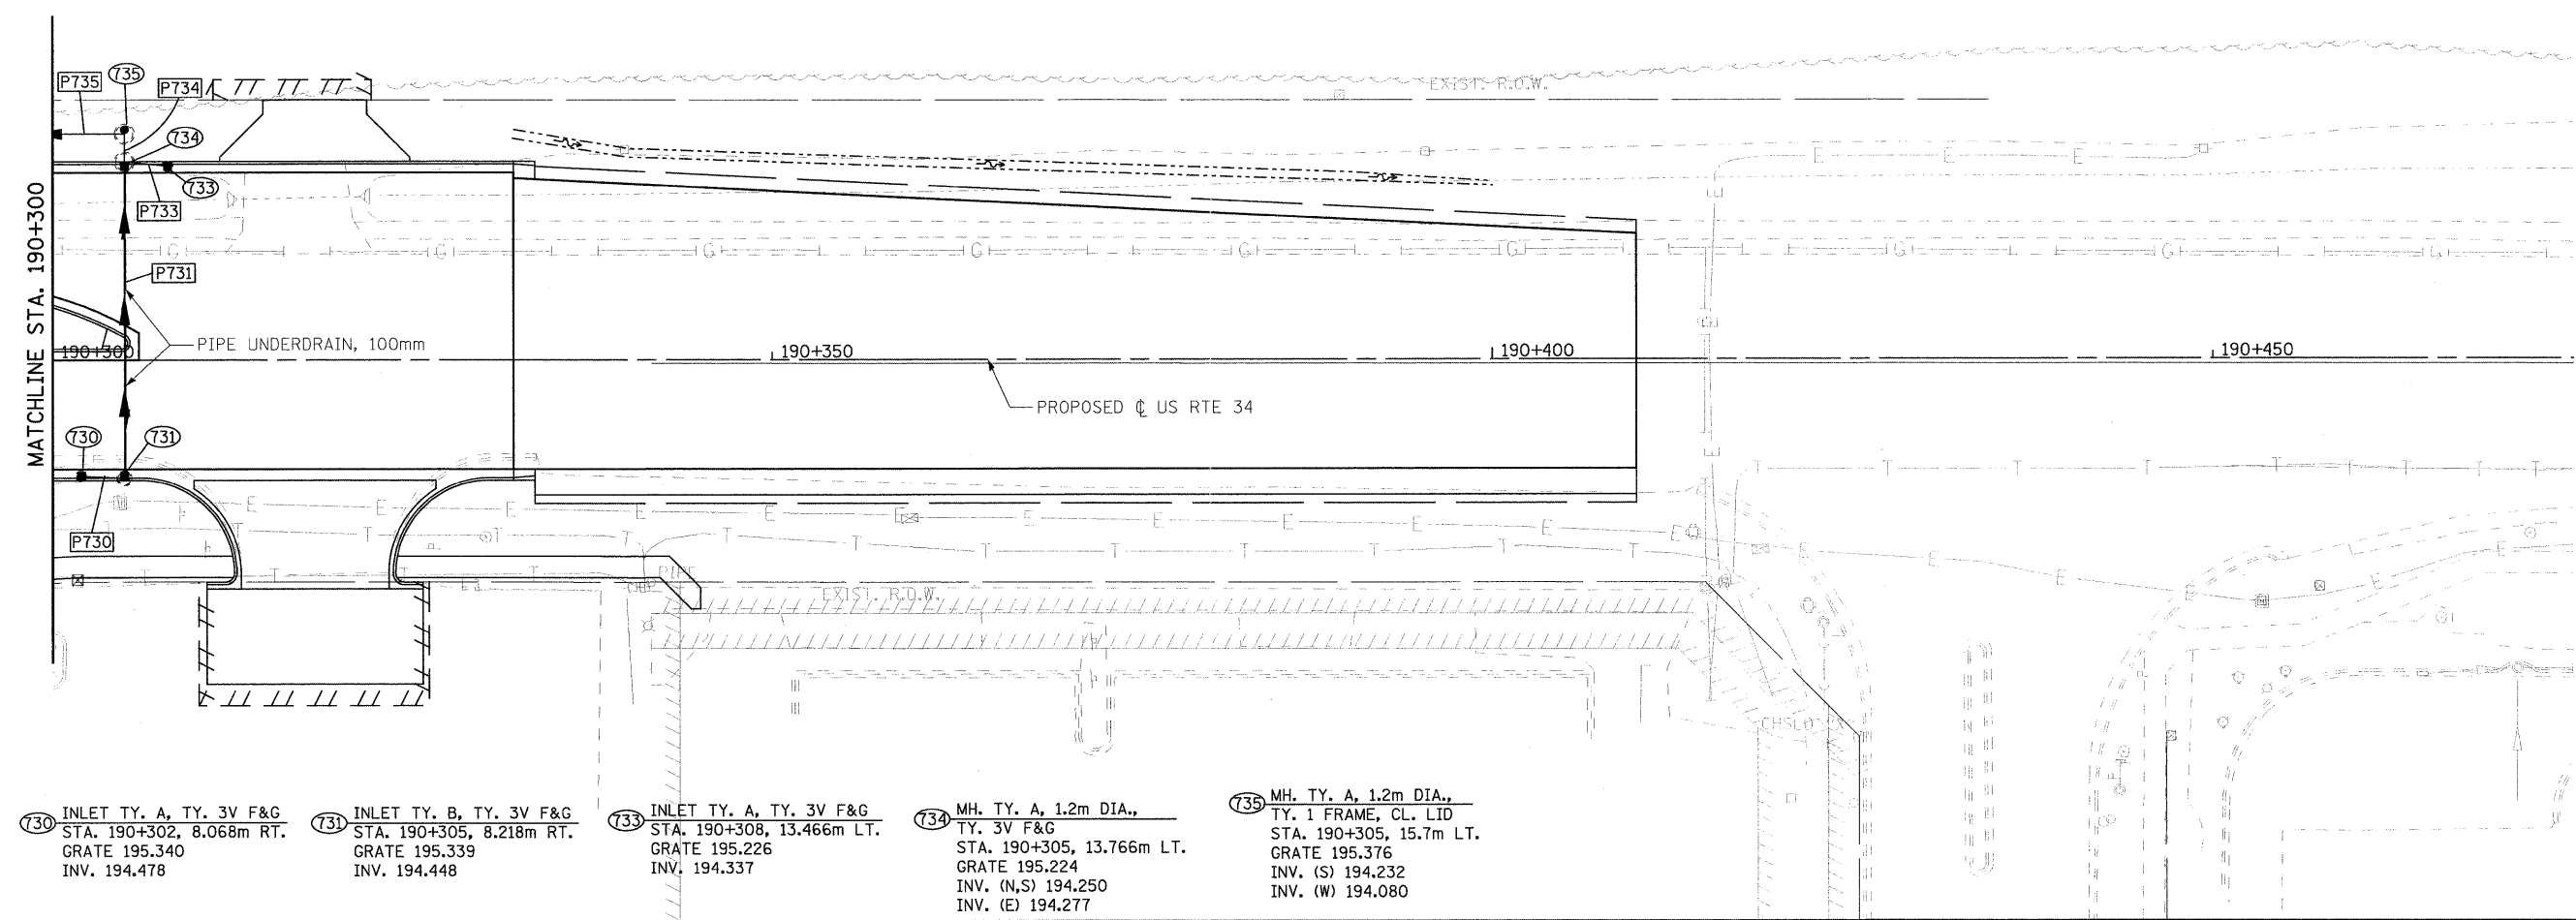 EXIST. R.O.W.
P735
735
P734
734
733
P733
MATCHLINE STA. 190+300
G G G G G G G G G
E E E
P731
PIPE UNDERDRAIN, 100mm
190+300
190+350
190+400
190+450
PROPOSED ℄ US RTE 34
730
731
P730
PIPE
EXIST. R.O.W.
730
INLET TY. A, TY. 3V F&G
STA. 190+302, 8.068m RT.
GRATE 195.340
INV. 194.478
731
INLET TY. B, TY. 3V F&G
STA. 190+305, 8.218m RT.
GRATE 195.339
INV. 194.448
733
INLET TY. A, TY. 3V F&G
STA. 190+308, 13.466m LT.
GRATE 195.226
INV. 194.337
734
MH. TY. A, 1.2m DIA.,
TY. 3V F&G
STA. 190+305, 13.766m LT.
GRATE 195.224
INV. (N,S) 194.250
INV. (E) 194.277
735
MH. TY. A, 1.2m DIA.,
TY. 1 FRAME, CL. LID
STA. 190+305, 15.7m LT.
GRATE 195.376
INV. (S) 194.232
INV. (W) 194.080